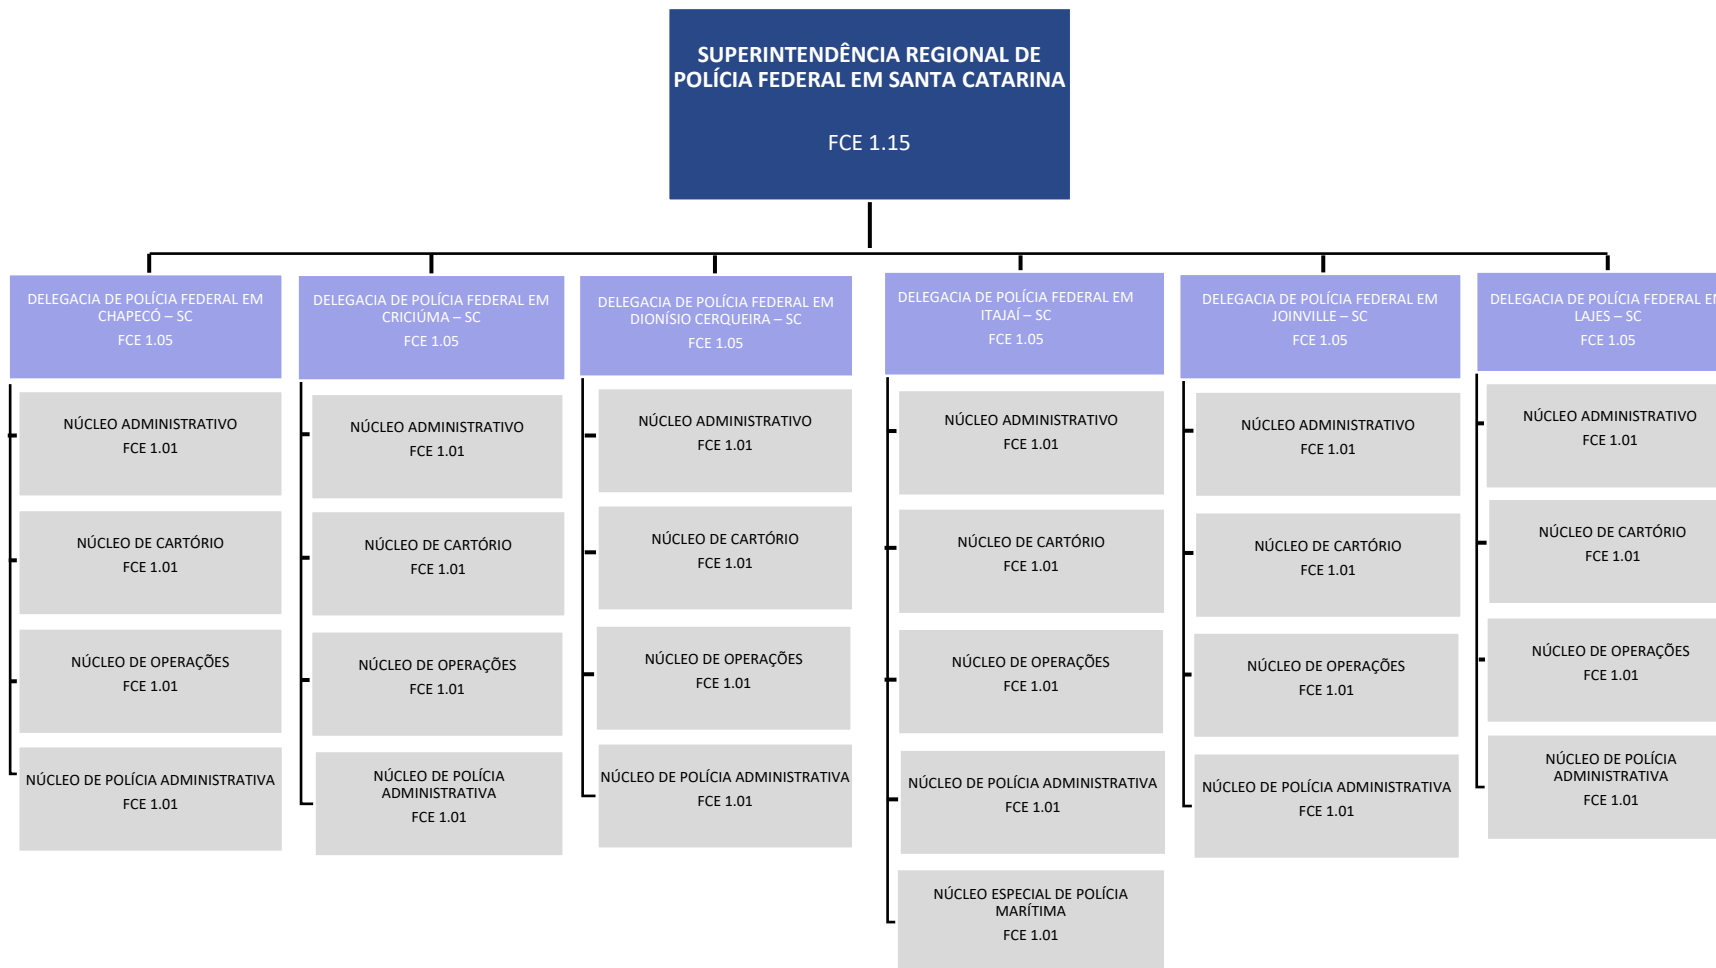 SUPERINTENDÊNCIA REGIONAL DE
POLÍCIA FEDERAL EM SANTA CATARINA
FCE 1.15
DELEGACIA DE POLÍCIA FEDERAL EM
CHAPECÓ – SC
FCE 1.05
NÚCLEO ADMINISTRATIVO
FCE 1.01
NÚCLEO DE CARTÓRIO
FCE 1.01
NÚCLEO DE OPERAÇÕES
FCE 1.01
NÚCLEO DE POLÍCIA ADMINISTRATIVA
FCE 1.01
DELEGACIA DE POLÍCIA FEDERAL EM
CRICIÚMA – SC
FCE 1.05
NÚCLEO ADMINISTRATIVO
FCE 1.01
NÚCLEO DE CARTÓRIO
FCE 1.01
NÚCLEO DE OPERAÇÕES
FCE 1.01
NÚCLEO DE POLÍCIA
ADMINISTRATIVA
FCE 1.01
DELEGACIA DE POLÍCIA FEDERAL EM
DIONÍSIO CERQUEIRA – SC
FCE 1.05
NÚCLEO ADMINISTRATIVO
FCE 1.01
NÚCLEO DE CARTÓRIO
FCE 1.01
NÚCLEO DE OPERAÇÕES
FCE 1.01
NÚCLEO DE POLÍCIA ADMINISTRATIVA
FCE 1.01
DELEGACIA DE POLÍCIA FEDERAL EM
ITAJAÍ – SC
FCE 1.05
NÚCLEO ADMINISTRATIVO
FCE 1.01
NÚCLEO DE CARTÓRIO
FCE 1.01
NÚCLEO DE OPERAÇÕES
FCE 1.01
NÚCLEO DE POLÍCIA ADMINISTRATIVA
FCE 1.01
NÚCLEO ESPECIAL DE POLÍCIA
MARÍTIMA
FCE 1.01
DELEGACIA DE POLÍCIA FEDERAL EM
JOINVILLE – SC
FCE 1.05
NÚCLEO ADMINISTRATIVO
FCE 1.01
NÚCLEO DE CARTÓRIO
FCE 1.01
NÚCLEO DE OPERAÇÕES
FCE 1.01
NÚCLEO DE POLÍCIA ADMINISTRATIVA
FCE 1.01
DELEGACIA DE POLÍCIA FEDERAL EM
LAJES – SC
FCE 1.05
NÚCLEO ADMINISTRATIVO
FCE 1.01
NÚCLEO DE CARTÓRIO
FCE 1.01
NÚCLEO DE OPERAÇÕES
FCE 1.01
NÚCLEO DE POLÍCIA
ADMINISTRATIVA
FCE 1.01